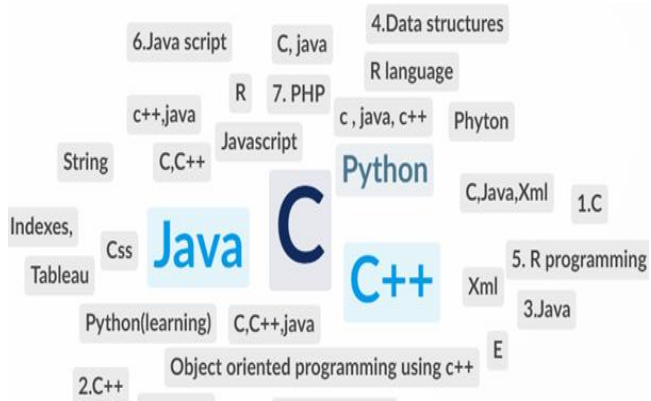 4.Data structures
6.Java script
C, java
R language
R
7. PHP
c++,java
c , java, c++
Phyton
Javascript
String
C,C++
Python
C,Java,Xml
1.C
Indexes,
Css
Java
C
C++
5. R programming
Tableau
Xml
3.Java
Python(learning)
C,C++,java
E
Object oriented programming using c++
2.C++